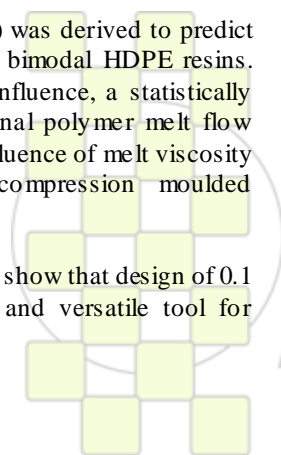 ) was derived to predict
bimodal HDPE resins.
nfluence, a statistically
nal polymer melt flow
luence of melt viscosity
compression moulded
show that design of 0.1
and versatile tool for